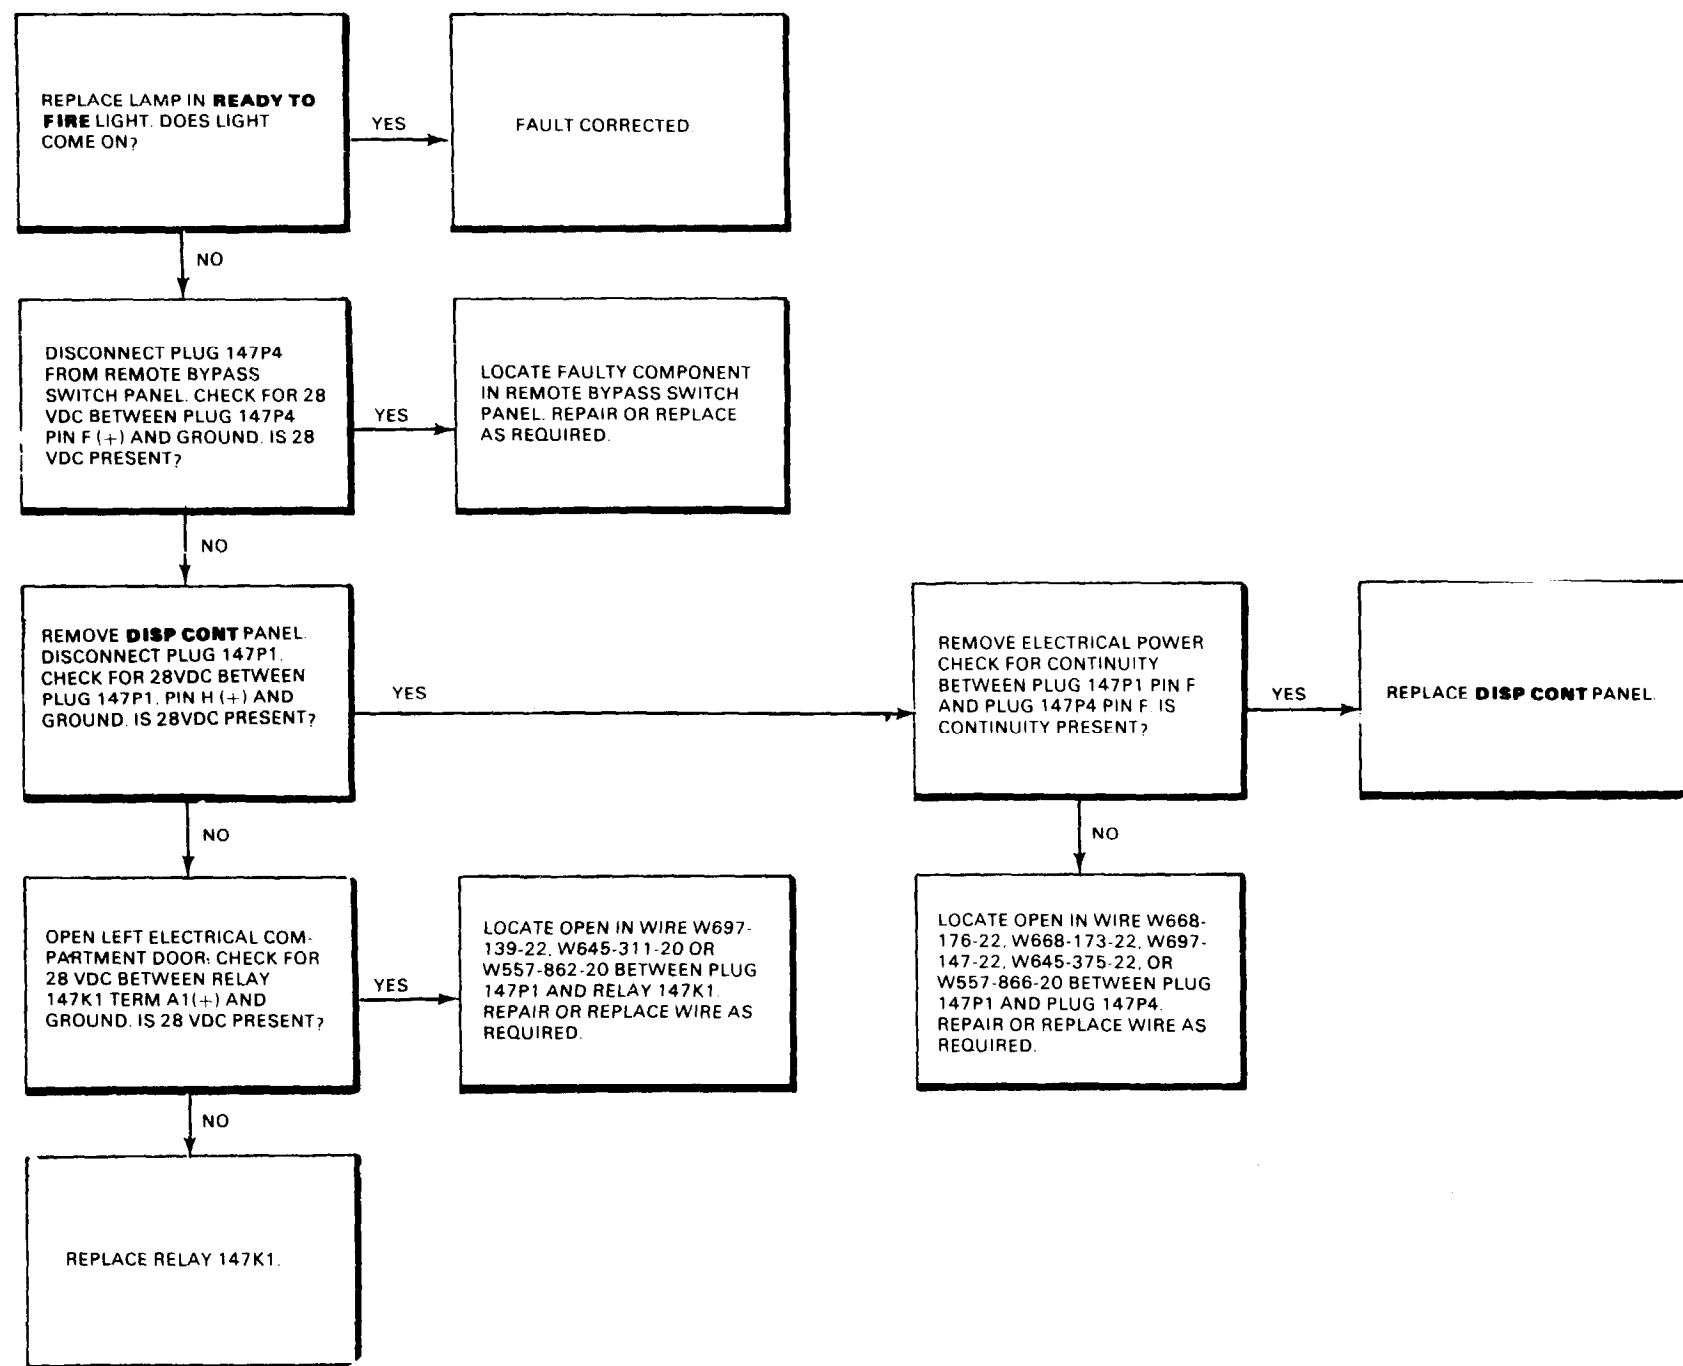 REPLACE LAMP IN READY TO
FIRE LIGHT. DOES LIGHT
COME ON?
YES
FAULT CORRECTED.
NO
DISCONNECT PLUG 147P4
FROM REMOTE BYPASS
SWITCH PANEL. CHECK FOR 28
VDC BETWEEN PLUG 147P4
PIN F (+) AND GROUND. IS 28
VDC PRESENT?
YES
LOCATE FAULTY COMPONENT
IN REMOTE BYPASS SWITCH
PANEL. REPAIR OR REPLACE
AS REQUIRED.
NO
REMOVE DISP CONT PANEL.
DISCONNECT PLUG 147P1.
CHECK FOR 28VDC BETWEEN
PLUG 147P1, PIN H (+) AND
GROUND. IS 28VDC PRESENT?
YES
REMOVE ELECTRICAL POWER
CHECK FOR CONTINUITY
BETWEEN PLUG 147P1 PIN F
AND PLUG 147P4 PIN F. IS
CONTINUITY PRESENT?
YES
REPLACE DISP CONT PANEL.
NO
NO
OPEN LEFT ELECTRICAL COM-
PARTMENT DOOR; CHECK FOR
28 VDC BETWEEN RELAY
147K1 TERM A1(+) AND
GROUND. IS 28 VDC PRESENT?
YES
LOCATE OPEN IN WIRE W697-
139-22, W645-311-20 OR
W557-862-20 BETWEEN PLUG
147P1 AND RELAY 147K1.
REPAIR OR REPLACE WIRE AS
REQUIRED.
LOCATE OPEN IN WIRE W668-
176-22, W668-173-22, W697-
147-22, W645-375-22, OR
W557-866-20 BETWEEN PLUG
147P1 AND PLUG 147P4.
REPAIR OR REPLACE WIRE AS
REQUIRED.
NO
REPLACE RELAY 147K1.